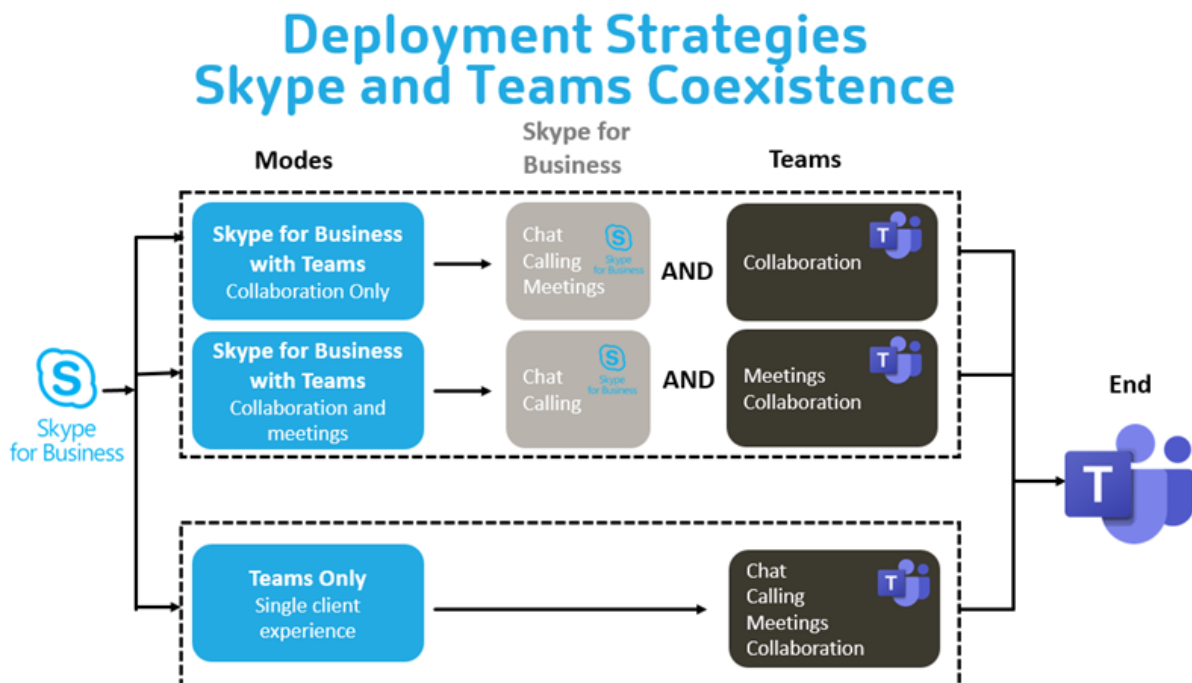 Deployment Strategies
Skype and Teams Coexistence
Modes
Skype for
Business
Teams
Skype for Business
with Teams
Collaboration Only
Chat
Calling
Meetings
S
Skype
for Business
AND
Collaboration
T
Skype for Business
with Teams
Collaboration and
meetings
Chat
Calling
S
Skype
for Business
AND
Meetings
Collaboration
T
S
Skype
for Business
End
T
Teams Only
Single client
experience
Chat
Calling
Meetings
Collaboration
T